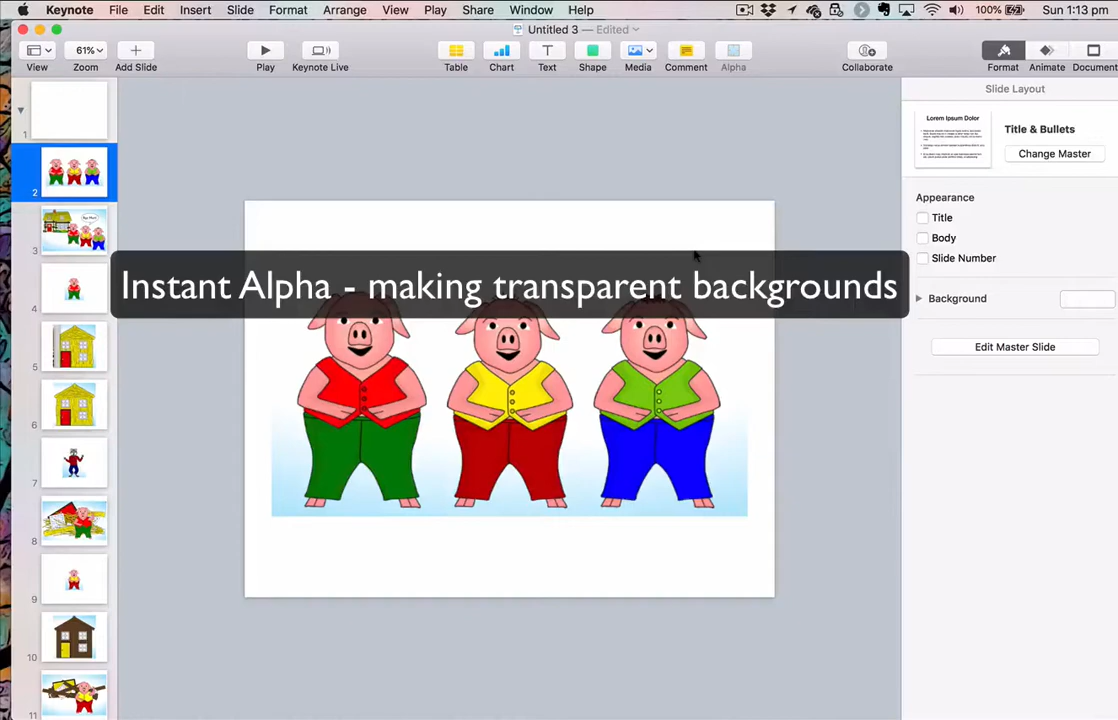 Keynote File Edit Insert Slide Format Arrange View Play Share Window Help 100% Sun 1:13 pm
Untitled 3 — Edited
61%
View Zoom Add Slide Play Keynote Live Table Chart Text Shape Media Comment Alpha Collaborate Format Animate Document
Slide Layout
Lorem Ipsum Dolor
Title & Bullets
Change Master
Appearance
Title
Body
Slide Number
Background
Edit Master Slide
Instant Alpha - making transparent backgrounds
1
2
3
4
5
6
7
8
9
10
11